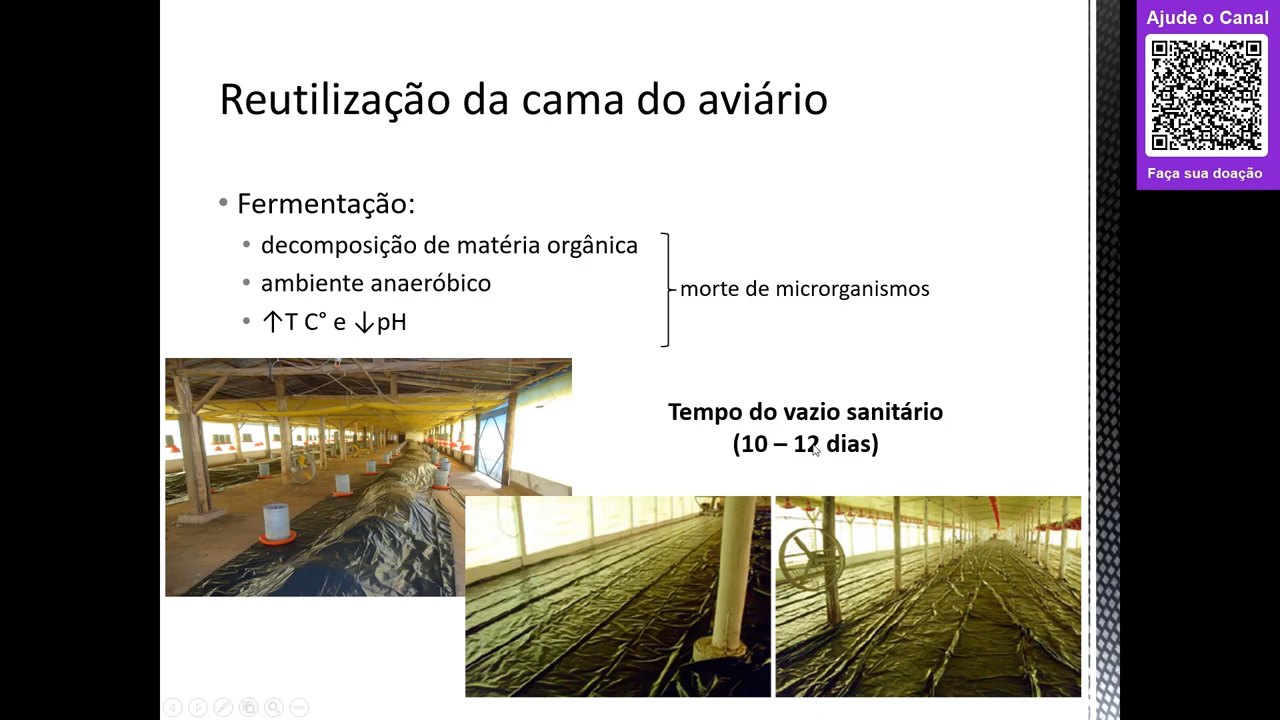 Ajude o Canal
Faça sua doação
Reutilização da cama do aviário
• Fermentação:
• decomposição de matéria orgânica
• ambiente anaeróbico
• ↑T C° e ↓pH
morte de microrganismos
Tempo do vazio sanitário
(10 – 12 dias)